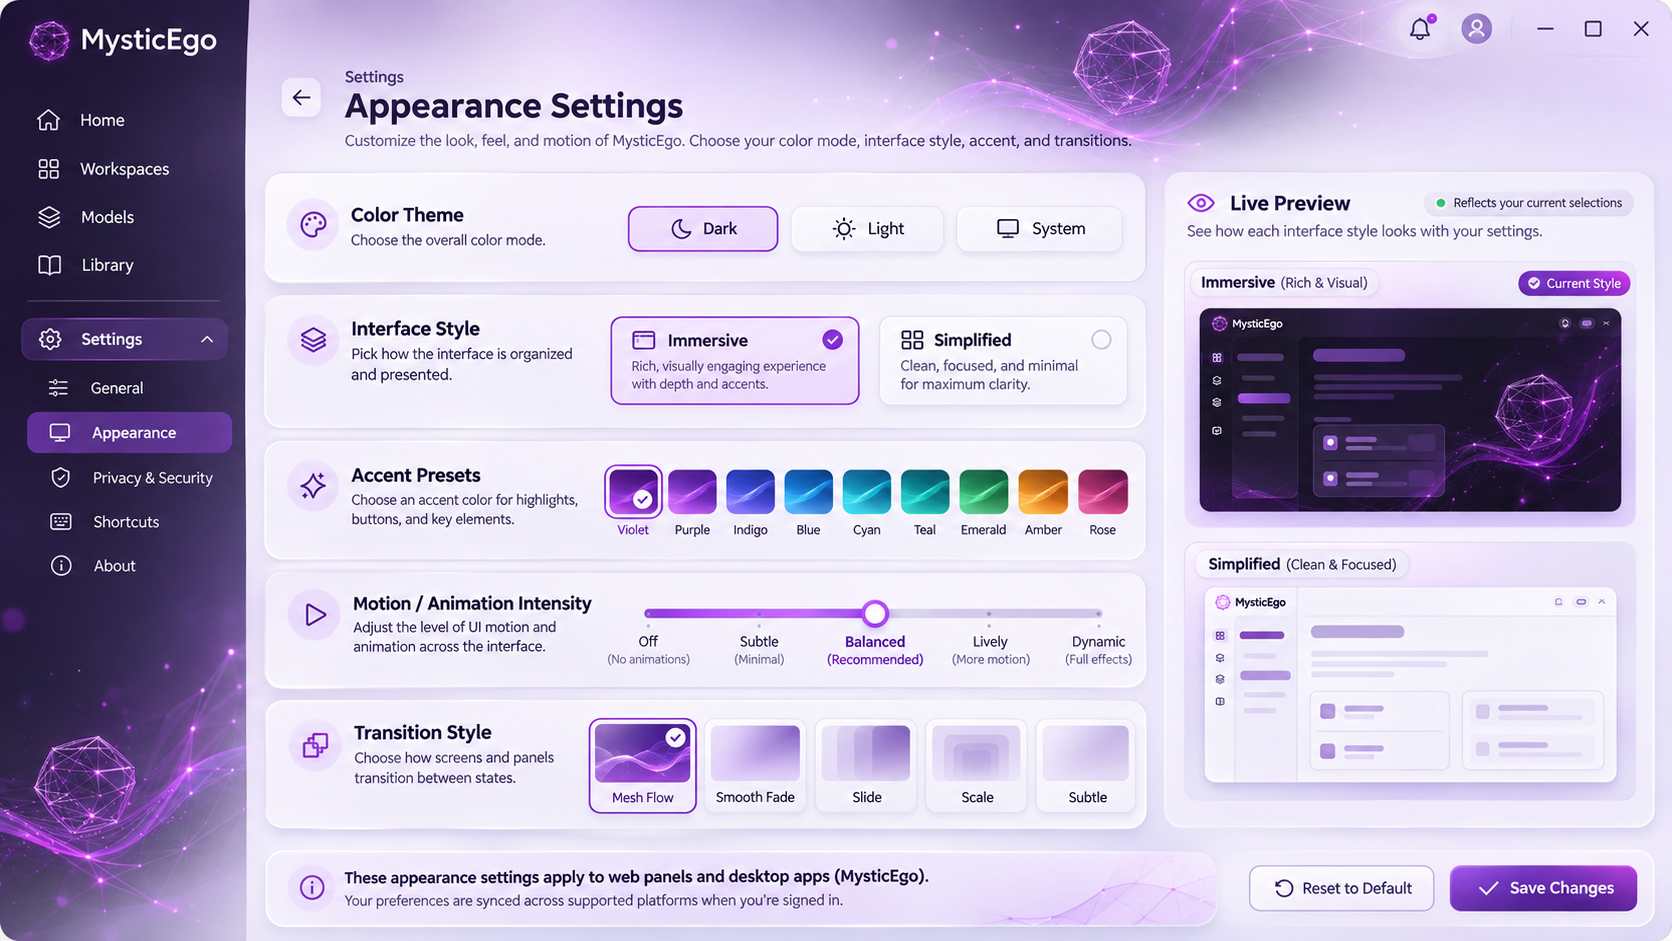 MysticEgo
Home
Workspaces
Models
Library
Settings
General
Appearance
Privacy & Security
Shortcuts
About
Settings
Appearance Settings
Customize the look, feel, and motion of MysticEgo. Choose your color mode, interface style, accent, and transitions.
Color Theme
Choose the overall color mode.
Dark
Light
System
Interface Style
Pick how the interface is organized
and presented.
Immersive
Rich, visually engaging experience
with depth and accents.
Simplified
Clean, focused, and minimal
for maximum clarity.
Accent Presets
Choose an accent color for highlights,
buttons, and key elements.
Violet
Purple
Indigo
Blue
Cyan
Teal
Emerald
Amber
Rose
Motion / Animation Intensity
Adjust the level of UI motion and
animation across the interface.
Off
(No animations)
Subtle
(Minimal)
Balanced
(Recommended)
Lively
(More motion)
Dynamic
(Full effects)
Transition Style
Choose how screens and panels
transition between states.
Mesh Flow
Smooth Fade
Slide
Scale
Subtle
Live Preview
Reflects your current selections
See how each interface style looks with your settings.
Immersive (Rich & Visual)
Current Style
MysticEgo
Simplified (Clean & Focused)
MysticEgo
These appearance settings apply to web panels and desktop apps (MysticEgo).
Your preferences are synced across supported platforms when you're signed in.
Reset to Default
Save Changes